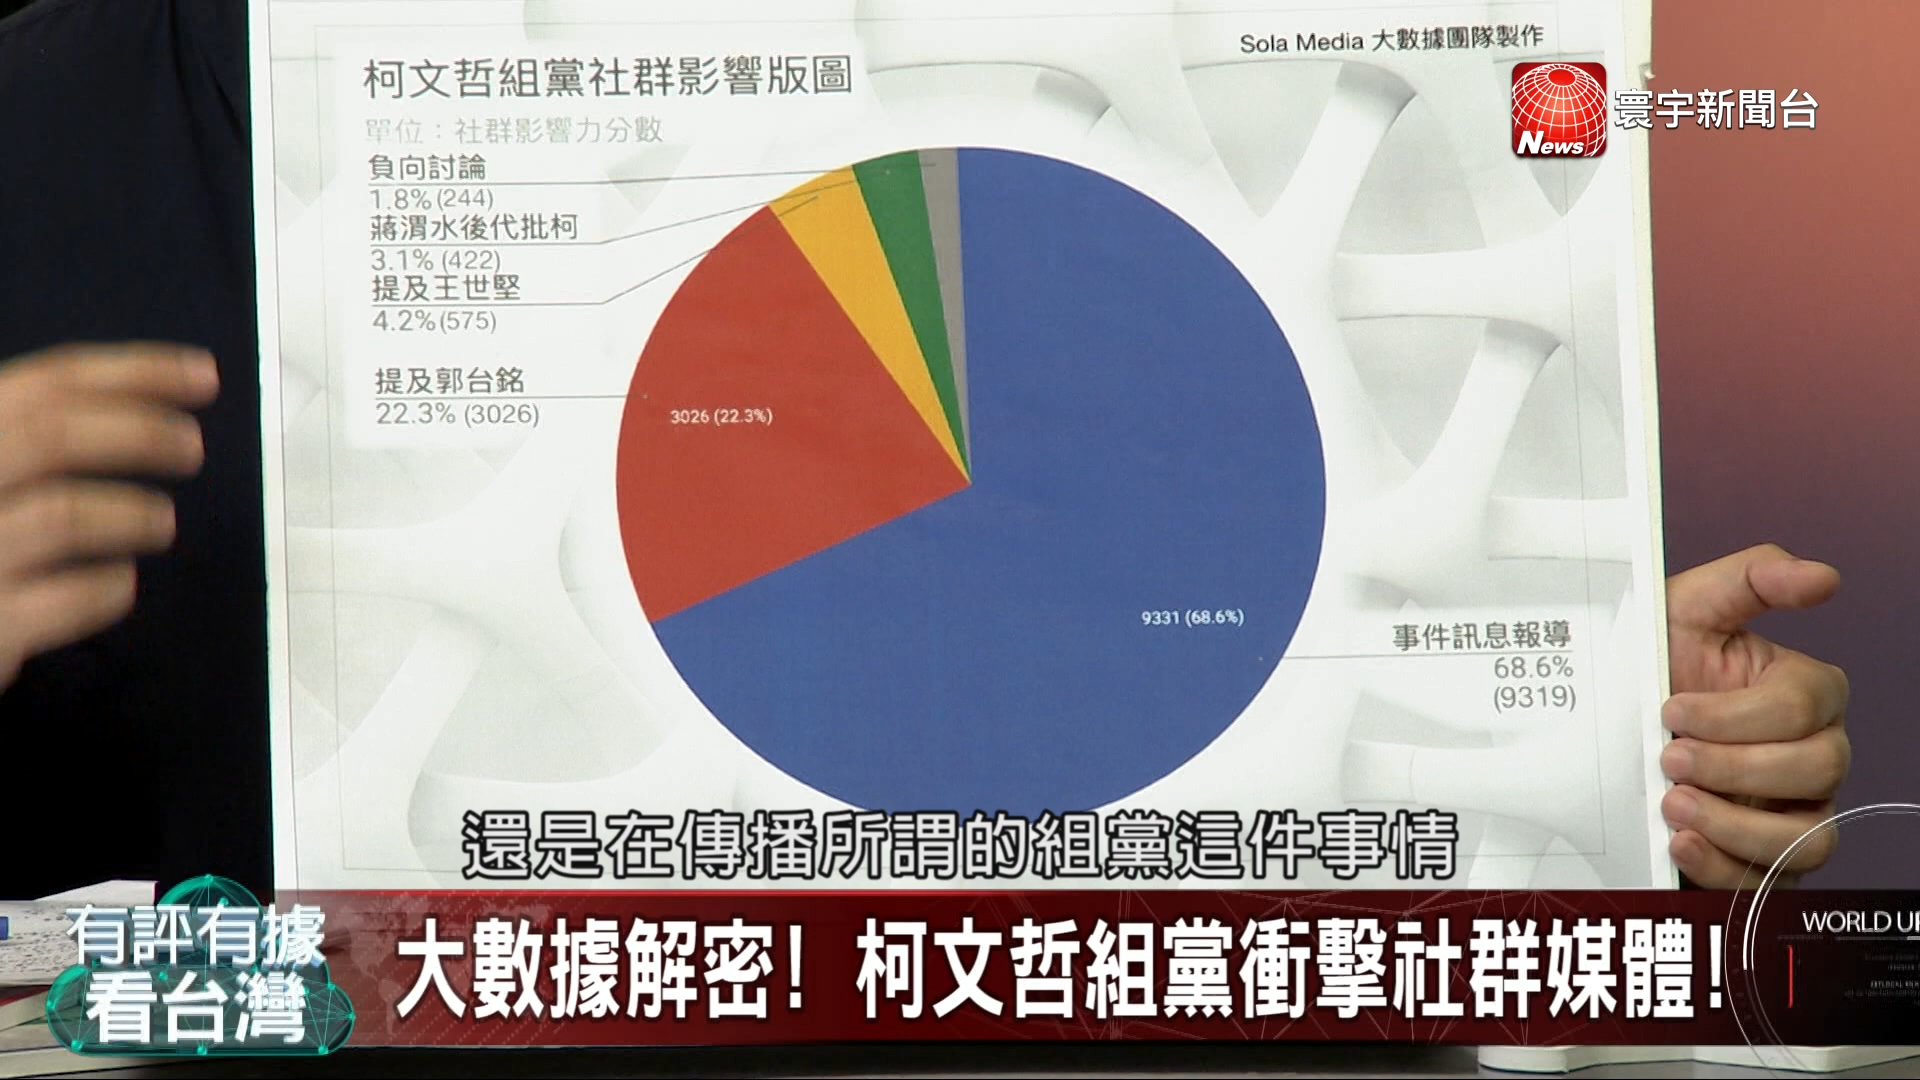 Sola Media 大數據團隊製作
柯文哲組黨社群影響版圖
單位：社群影響力分數
News
寰宇新聞台
負向討論
1.8% (244)
蔣渭水後代批柯
3.1% (422)
提及王世堅
4.2% (575)
提及郭台銘
22.3% (3026)
3026 (22.3%)
9331 (68.6%)
事件訊息報導
68.6%
(9319)
還是在傳播所謂的組黨這件事情
有評有據
看台灣
大數據解密！柯文哲組黨衝擊社群媒體！
WORLD UP